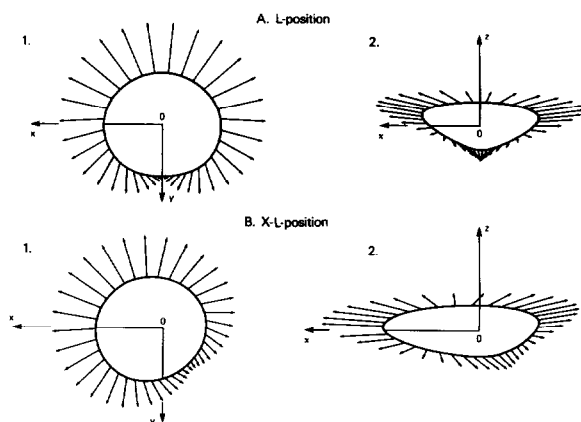 A. L-position
1.
2.
z
0
x
y
0
x
B. X-L-position
1.
2.
z
x
0
y
0
x